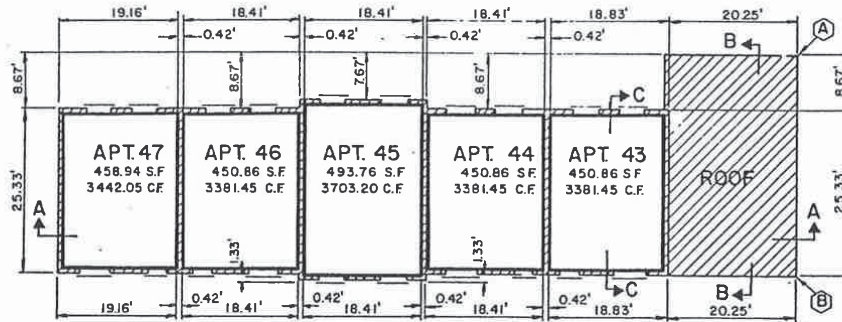 19.16' 18.41' 18.41' 18.41' 18.83' 20.25'
0.42' 0.42' 0.42' 0.42'
B A
8.67' 8.67' 7.67' 8.67' 8.67'
C
APT. 47 APT. 46 APT. 45 APT. 44 APT. 43
458.94 S.F 450.86 S.F 493.76 S.F 450.86 S.F 450.86 S.F
3442.05 C.F. 3381.45 C.F. 3703.20 C.F. 3381.45 C.F. 3381.45 C.F.
ROOF
25.33' 25.33'
A A
1.33' 1.33'
C B B
0.42' 0.42' 0.42' 0.42'
19.16' 18.41' 18.41' 18.41' 18.83' 20.25'